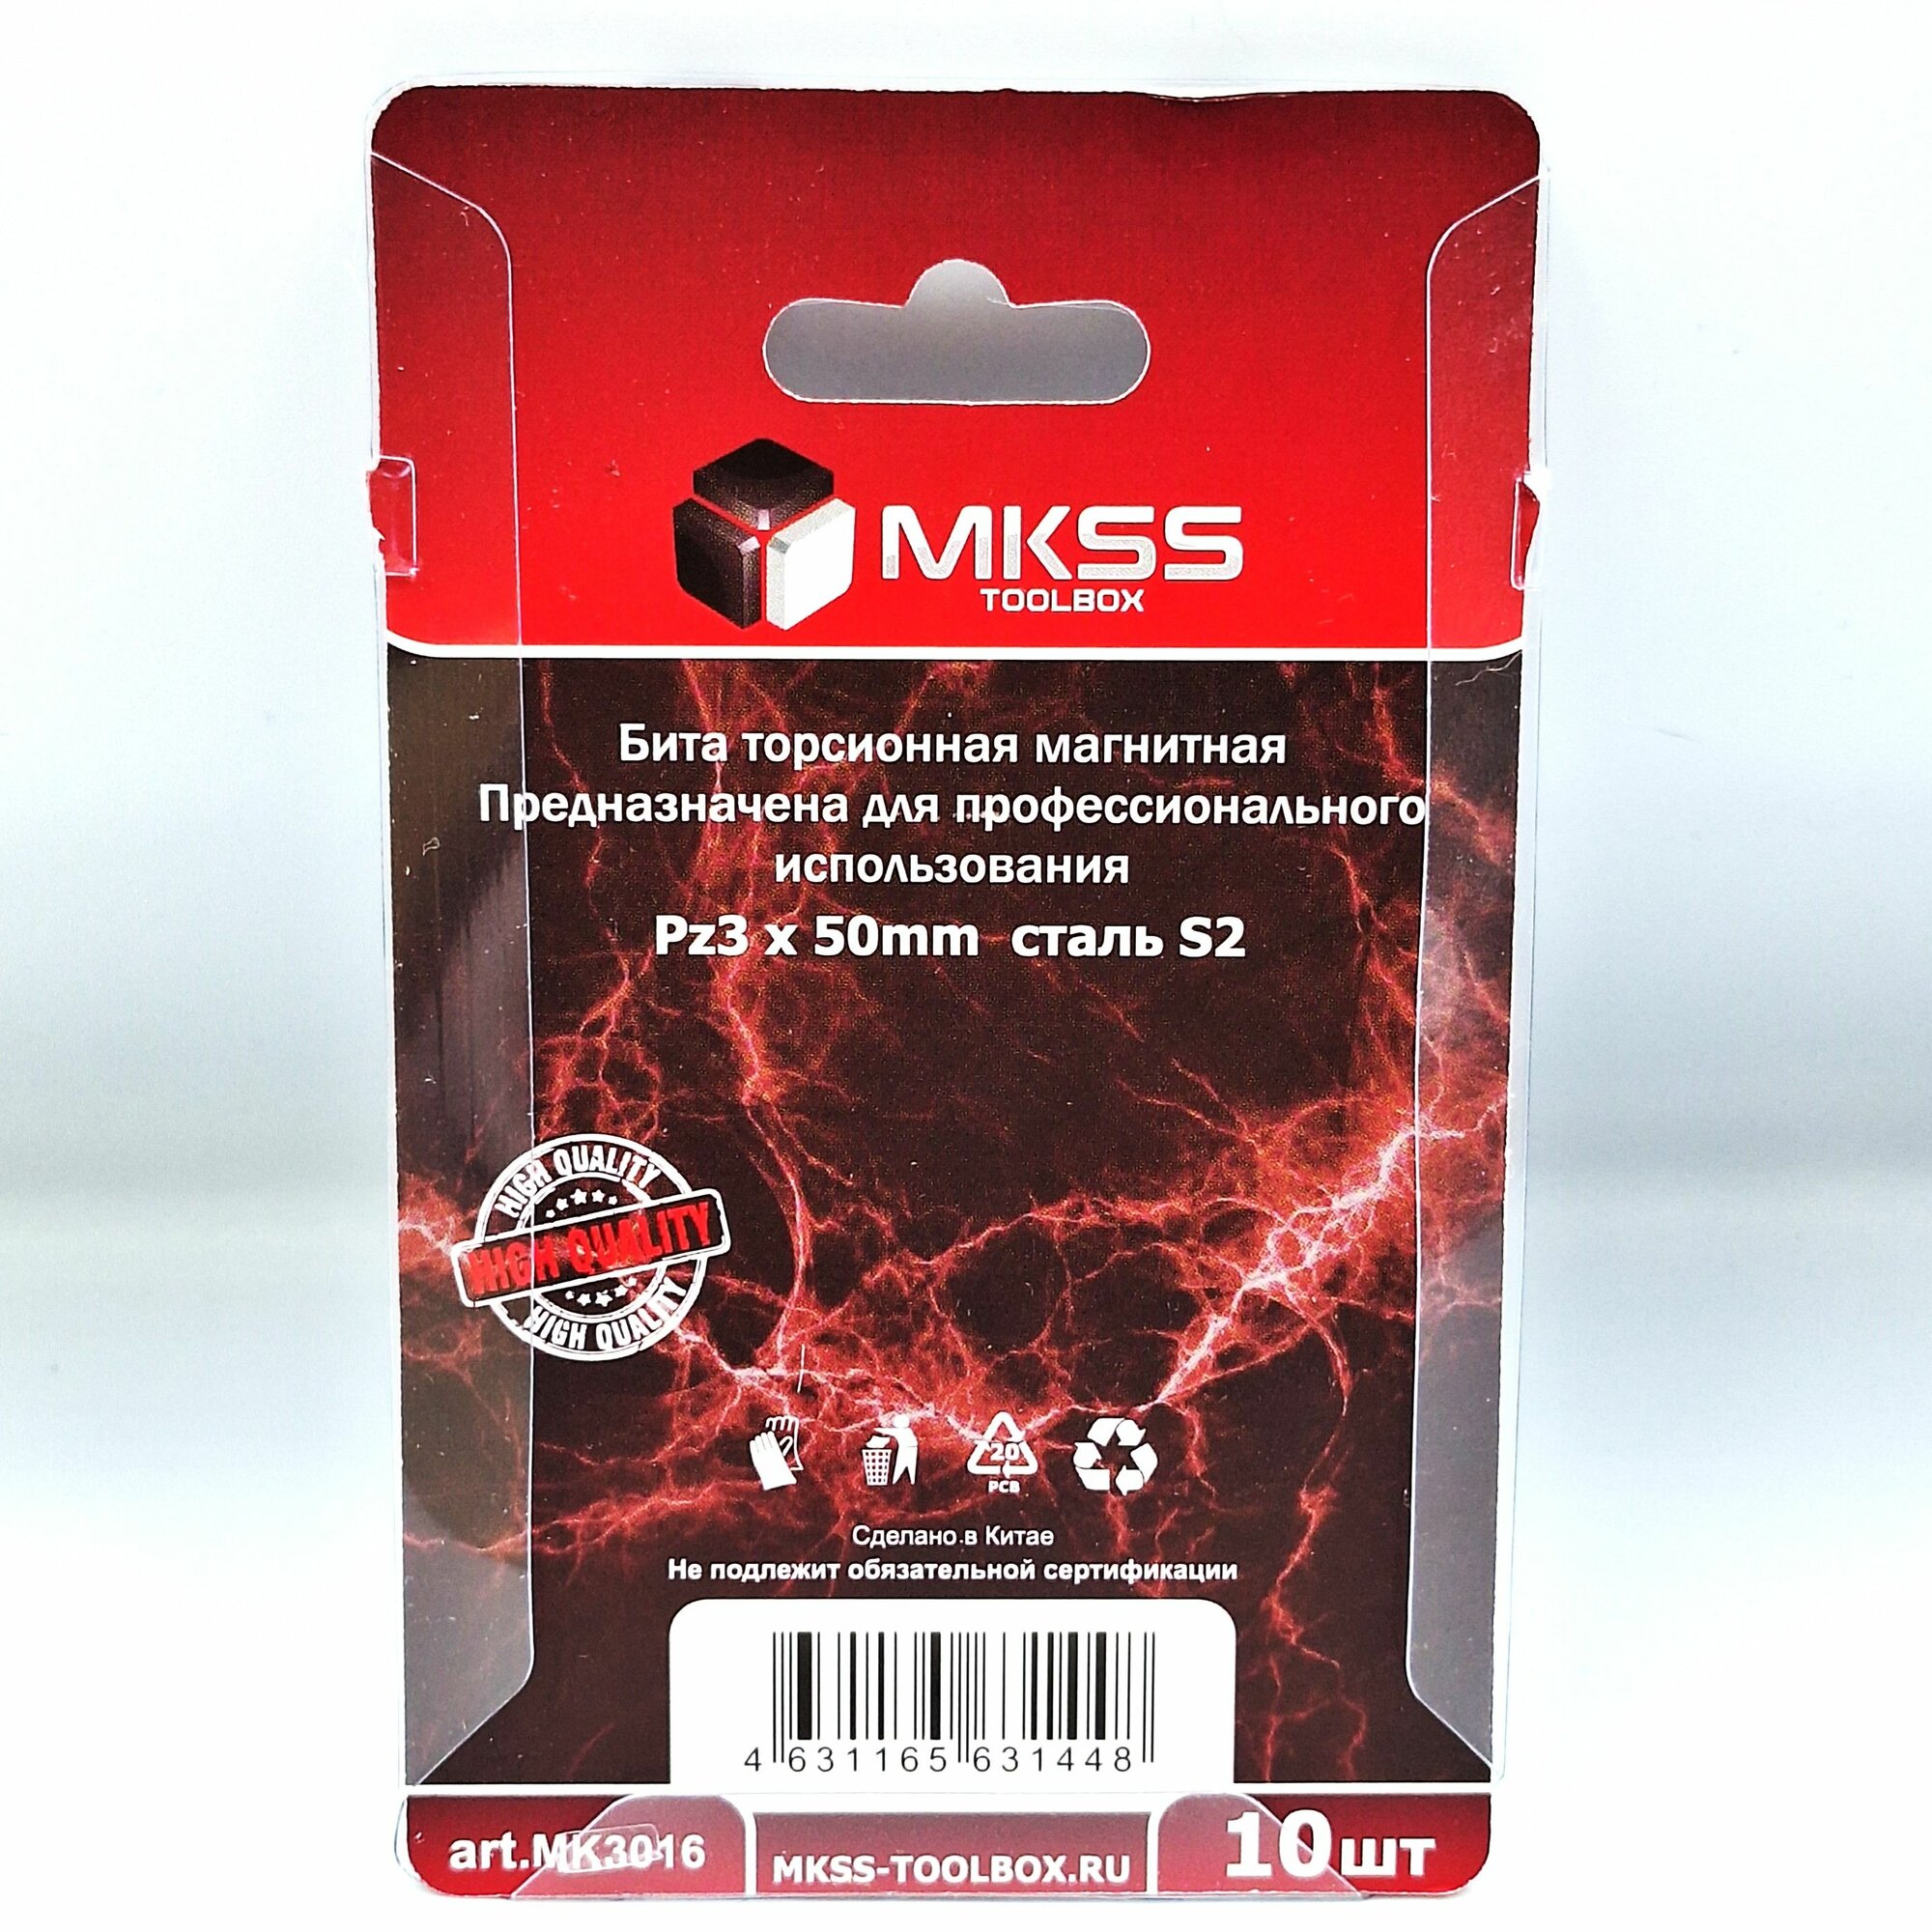 MKSS
TOOLBOX
Бита торсионная магнитная
Предназначена для профессионального
использования
Pz3 x 50mm сталь S2
HIGH QUALITY
HIGH QUALITY
HIGH QUALITY
20
PCB
Сделано в Китае
Не подлежит обязательной сертификации
4 631165 631448
art.MK3016
MKSS-TOOLBOX.RU
10шт